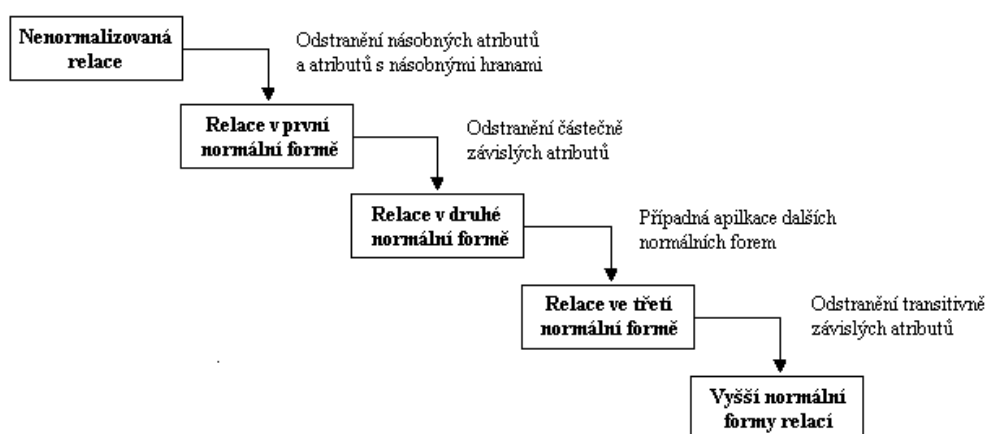 Nenormalizovaná
relace
Odstranění násobných atributů
a atributů s násobnými hranami
Relace v první
normální formě
Odstranění částečně
závislých atributů
Relace v druhé
normální formě
Případná apilkace dalších
normálních forem
Relace ve třetí
normální formě
Odstranění transitivně
závislých atributů
Vyšší normální
formy relací